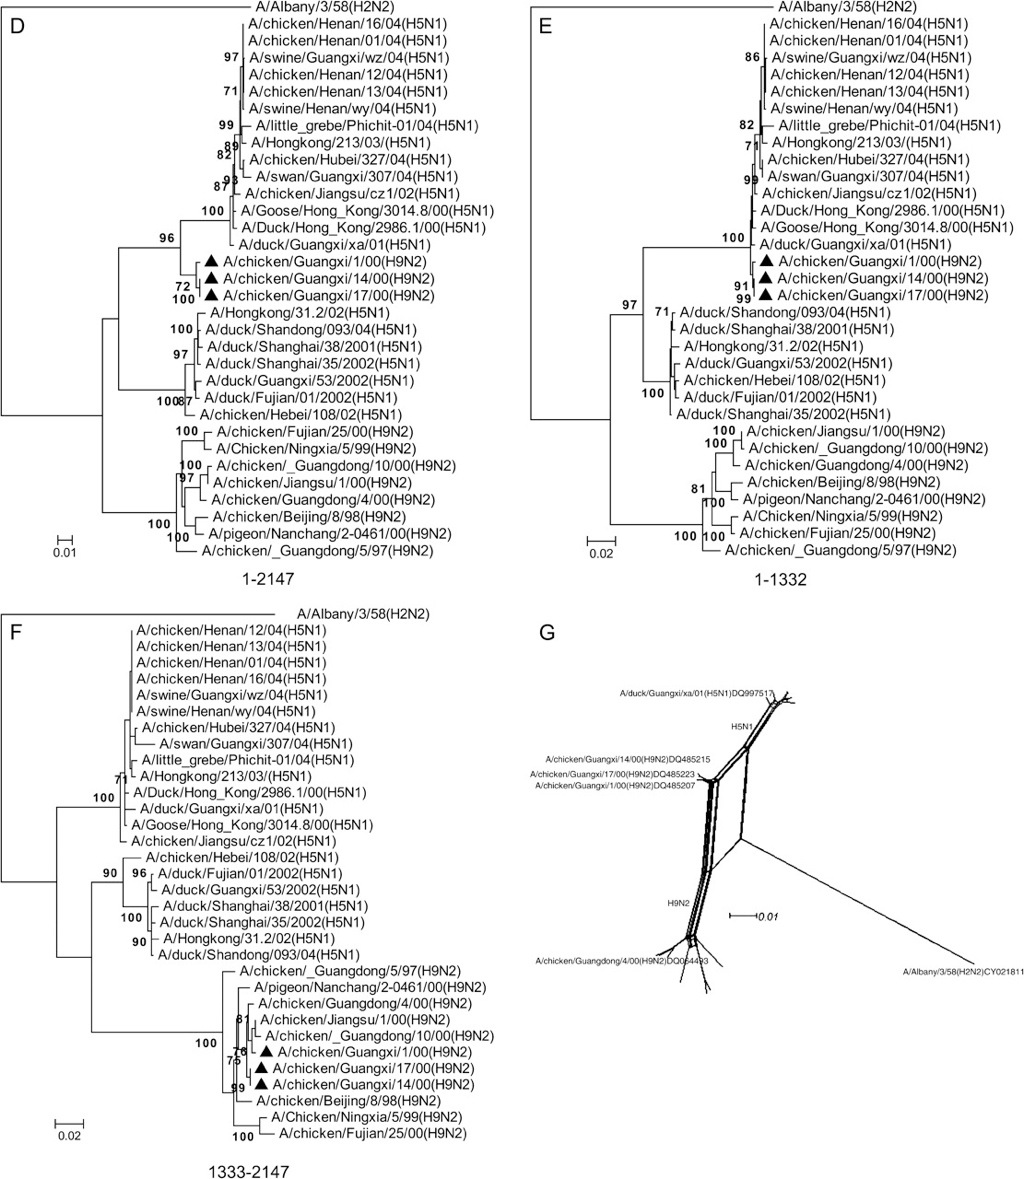 D
A/Albany/3/58(H2N2)
A/chicken/Henan/16/04(H5N1)
A/chicken/Henan/01/04(H5N1)
97
A/swine/Guangxi/wz/04(H5N1)
A/chicken/Henan/12/04(H5N1)
71
A/chicken/Henan/13/04(H5N1)
A/swine/Henan/wy/04(H5N1)
99
A/little_grebe/Phichit-01/04(H5N1)
89
A/Hongkong/213/03/(H5N1)
82
A/chicken/Hubei/327/04(H5N1)
93
A/swan/Guangxi/307/04(H5N1)
87
A/chicken/Jiangsu/cz1/02(H5N1)
100
A/Goose/Hong_Kong/3014.8/00(H5N1)
A/Duck/Hong_Kong/2986.1/00(H5N1)
96
A/duck/Guangxi/xa/01(H5N1)
A/chicken/Guangxi/1/00(H9N2)
A/chicken/Guangxi/14/00(H9N2)
72
100
A/chicken/Guangxi/17/00(H9N2)
A/Hongkong/31.2/02(H5N1)
100
A/duck/Shandong/093/04(H5N1)
A/duck/Shanghai/38/2001(H5N1)
97
A/duck/Shanghai/35/2002(H5N1)
A/duck/Guangxi/53/2002(H5N1)
10087
A/duck/Fujian/01/2002(H5N1)
A/chicken/Hebei/108/02(H5N1)
100
A/chicken/Fujian/25/00(H9N2)
A/Chicken/Ningxia/5/99(H9N2)
100
A/chicken/_Guangdong/10/00(H9N2)
97
A/chicken/Jiangsu/1/00(H9N2)
A/chicken/Guangdong/4/00(H9N2)
100
A/chicken/Beijing/8/98(H9N2)
A/pigeon/Nanchang/2-0461/00(H9N2)
A/chicken/_Guangdong/5/97(H9N2)
0.01
1-2147
E
A/Albany/3/58(H2N2)
A/chicken/Henan/16/04(H5N1)
A/chicken/Henan/01/04(H5N1)
86
A/swine/Guangxi/wz/04(H5N1)
A/chicken/Henan/12/04(H5N1)
A/chicken/Henan/13/04(H5N1)
A/swine/Henan/wy/04(H5N1)
82
A/little_grebe/Phichit-01/04(H5N1)
71
A/Hongkong/213/03(H5N1)
A/chicken/Hubei/327/04(H5N1)
99
A/swan/Guangxi/307/04(H5N1)
A/chicken/Jiangsu/cz1/02(H5N1)
A/Duck/Hong_Kong/2986.1/00(H5N1)
A/Goose/Hong_Kong/3014.8/00(H5N1)
100
A/duck/Guangxi/xa/01(H5N1)
A/chicken/Guangxi/1/00(H9N2)
A/chicken/Guangxi/14/00(H9N2)
91
99
A/chicken/Guangxi/17/00(H9N2)
97
71
A/duck/Shandong/093/04(H5N1)
A/duck/Shanghai/38/2001(H5N1)
A/Hongkong/31.2/02(H5N1)
A/duck/Guangxi/53/2002(H5N1)
A/chicken/Hebei/108/02(H5N1)
100
A/duck/Fujian/01/2002(H5N1)
A/duck/Shanghai/35/2002(H5N1)
100
A/chicken/Jiangsu/1/00(H9N2)
100
A/chicken/_Guangdong/10/00(H9N2)
A/chicken/Guangdong/4/00(H9N2)
A/chicken/Beijing/8/98(H9N2)
81
100
A/pigeon/Nanchang/2-0461/00(H9N2)
A/Chicken/Ningxia/5/99(H9N2)
100 100
A/chicken/Fujian/25/00(H9N2)
A/chicken/_Guangdong/5/97(H9N2)
0.02
1-1332
F
A/Albany/3/58(H2N2)
A/chicken/Henan/12/04(H5N1)
A/chicken/Henan/13/04(H5N1)
A/chicken/Henan/01/04(H5N1)
A/chicken/Henan/16/04(H5N1)
A/swine/Guangxi/wz/04(H5N1)
A/swine/Henan/wy/04(H5N1)
A/chicken/Hubei/327/04(H5N1)
A/swan/Guangxi/307/04(H5N1)
A/little_grebe/Phichit-01/04(H5N1)
71
A/Hongkong/213/03(H5N1)
100
A/Duck/Hong_Kong/2986.1/00(H5N1)
A/duck/Guangxi/xa/01(H5N1)
A/Goose/Hong_Kong/3014.8/00(H5N1)
A/chicken/Jiangsu/cz1/02(H5N1)
A/chicken/Hebei/108/02(H5N1)
90
96
A/duck/Fujian/01/2002(H5N1)
A/duck/Guangxi/53/2002(H5N1)
A/duck/Shanghai/38/2001(H5N1)
100
A/duck/Shanghai/35/2002(H5N1)
90
A/Hongkong/31.2/02(H5N1)
A/duck/Shandong/093/04(H5N1)
A/chicken/_Guangdong/5/97(H9N2)
A/pigeon/Nanchang/2-0461/00(H9N2)
A/chicken/Guangdong/4/00(H9N2)
81
A/chicken/Jiangsu/1/00(H9N2)
A/chicken/_Guangdong/10/00(H9N2)
100
A/chicken/Guangxi/1/00(H9N2)
75
A/chicken/Guangxi/17/00(H9N2)
99
A/chicken/Guangxi/14/00(H9N2)
A/chicken/Beijing/8/98(H9N2)
A/Chicken/Ningxia/5/99(H9N2)
100
A/chicken/Fujian/25/00(H9N2)
0.02
1333-2147
G
A/duck/Guangxi/xa/01(H5N1)DQ997517
H5N1
A/chicken/Guangxi/14/00(H9N2)DQ485215
A/chicken/Guangxi/17/00(H9N2)DQ485223
A/chicken/Guangxi/1/00(H9N2)DQ485207
H9N2
0.01
A/chicken/Guangdong/4/00(H9N2)DQ064493
A/Albany/3/58(H2N2)CY021811